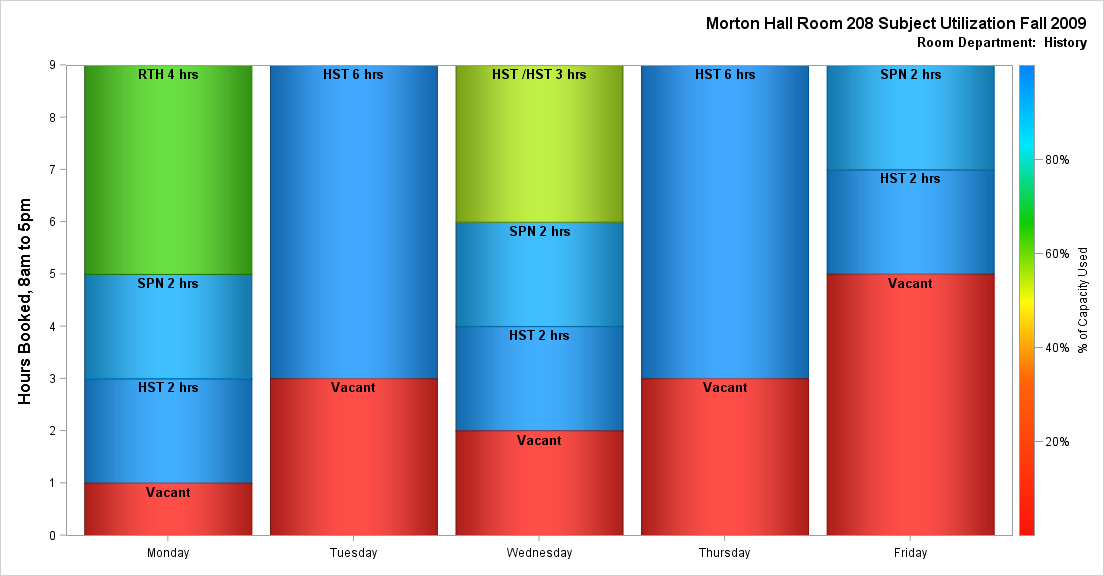 Morton Hall Room 208 Subject Utilization Fall 2009
Room Department: History
Hours Booked, 8am to 5pm
9
8
7
6
5
4
3
2
1
0
RTH 4 hrs
SPN 2 hrs
HST 2 hrs
Vacant
HST 6 hrs
Vacant
HST /HST 3 hrs
SPN 2 hrs
HST 2 hrs
Vacant
HST 6 hrs
Vacant
SPN 2 hrs
HST 2 hrs
Vacant
Monday
Tuesday
Wednesday
Thursday
Friday
80%
60%
40%
20%
% of Capacity Used